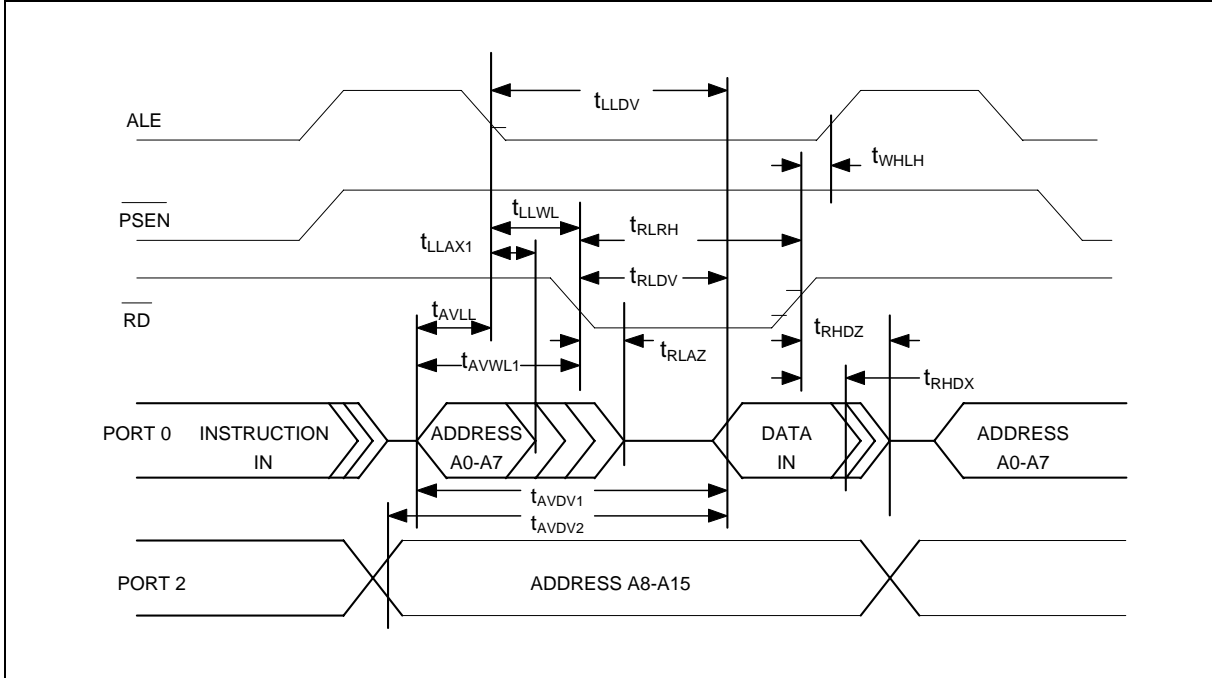 ALE
tLLDV
tWHLH
PSEN
tLLWL
tRLRH
tLLAX1
tRLDV
RD
tAVLL
tRHDZ
tRLAZ
tAVWL1
tRHDX
PORT 0
INSTRUCTION
IN
ADDRESS
A0-A7
DATA
IN
ADDRESS
A0-A7
tAVDV1
tAVDV2
PORT 2
ADDRESS A8-A15